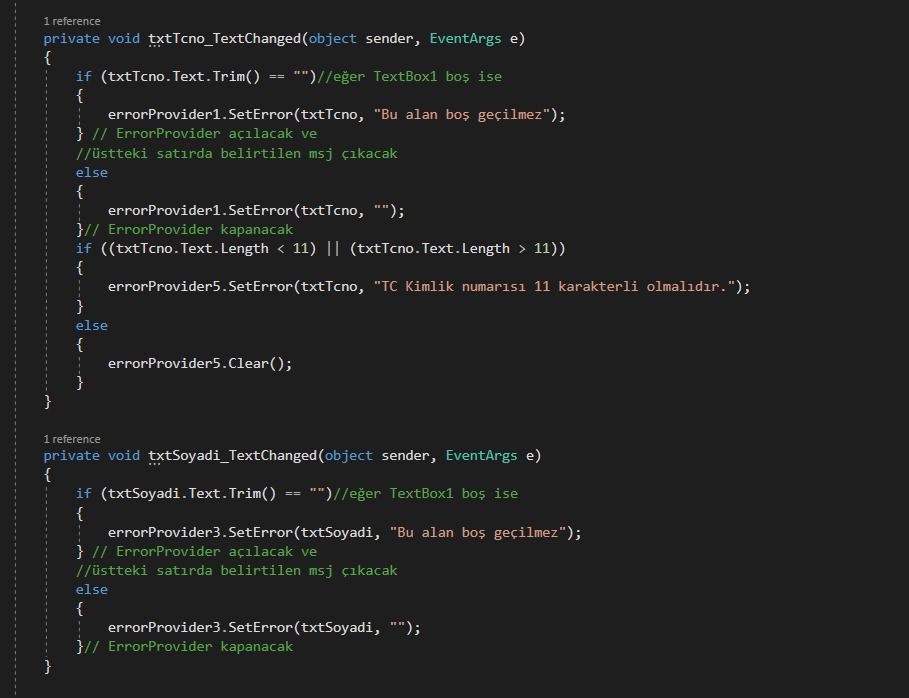 1 reference
private void txtTcno_TextChanged(object sender, EventArgs e)
{
if (txtTcno.Text.Trim() == "")//eğer TextBox1 boş ise
{
errorProvider1.SetError(txtTcno, "Bu alan boş geçilmez");
} // ErrorProvider açılacak ve
//üstteki satırda belirtilen msj çıkacak
else
{
errorProvider1.SetError(txtTcno, "");
}// ErrorProvider kapanacak
if ((txtTcno.Text.Length < 11) || (txtTcno.Text.Length > 11))
{
errorProvider5.SetError(txtTcno, "TC Kimlik numarısı 11 karakterli olmalıdır.");
}
else
{
errorProvider5.Clear();
}
}
1 reference
private void txtSoyadi_TextChanged(object sender, EventArgs e)
{
if (txtSoyadi.Text.Trim() == "")//eğer TextBox1 boş ise
{
errorProvider3.SetError(txtSoyadi, "Bu alan boş geçilmez");
} // ErrorProvider açılacak ve
//üstteki satırda belirtilen msj çıkacak
else
{
errorProvider3.SetError(txtSoyadi, "");
}// ErrorProvider kapanacak
}